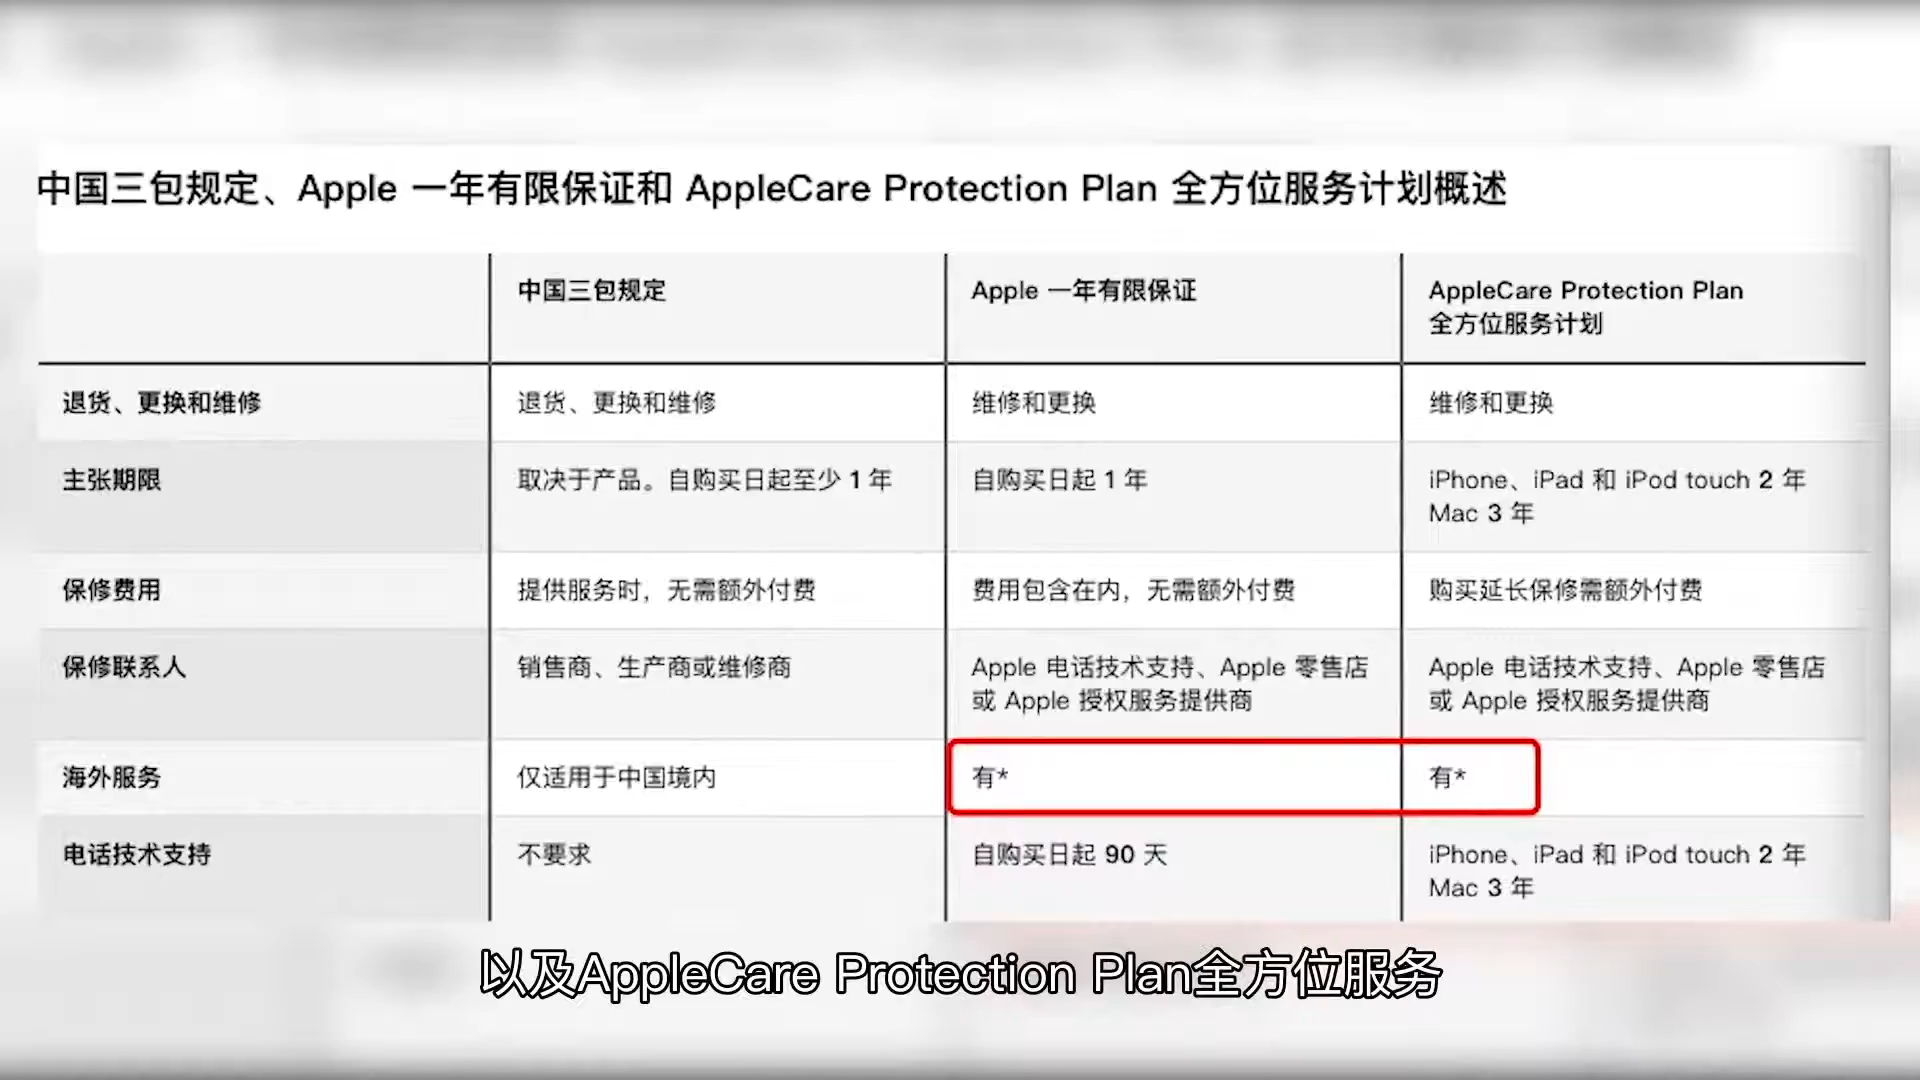 中国三包规定、Apple 一年有限保证和 AppleCare Protection Plan 全方位服务计划概述
中国三包规定
Apple 一年有限保证
AppleCare Protection Plan
全方位服务计划
退货、更换和维修
退货、更换和维修
维修和更换
维修和更换
主张期限
取决于产品。自购买日起至少 1 年
自购买日起 1 年
iPhone、iPad 和 iPod touch 2 年
Mac 3 年
保修费用
提供服务时，无需额外付费
费用包含在内，无需额外付费
购买延长保修需额外付费
保修联系人
销售商、生产商或维修商
Apple 电话技术支持、Apple 零售店
或 Apple 授权服务提供商
Apple 电话技术支持、Apple 零售店
或 Apple 授权服务提供商
海外服务
仅适用于中国境内
有*
有*
电话技术支持
不要求
自购买日起 90 天
iPhone、iPad 和 iPod touch 2 年
Mac 3 年
以及AppleCare Protection Plan全方位服务